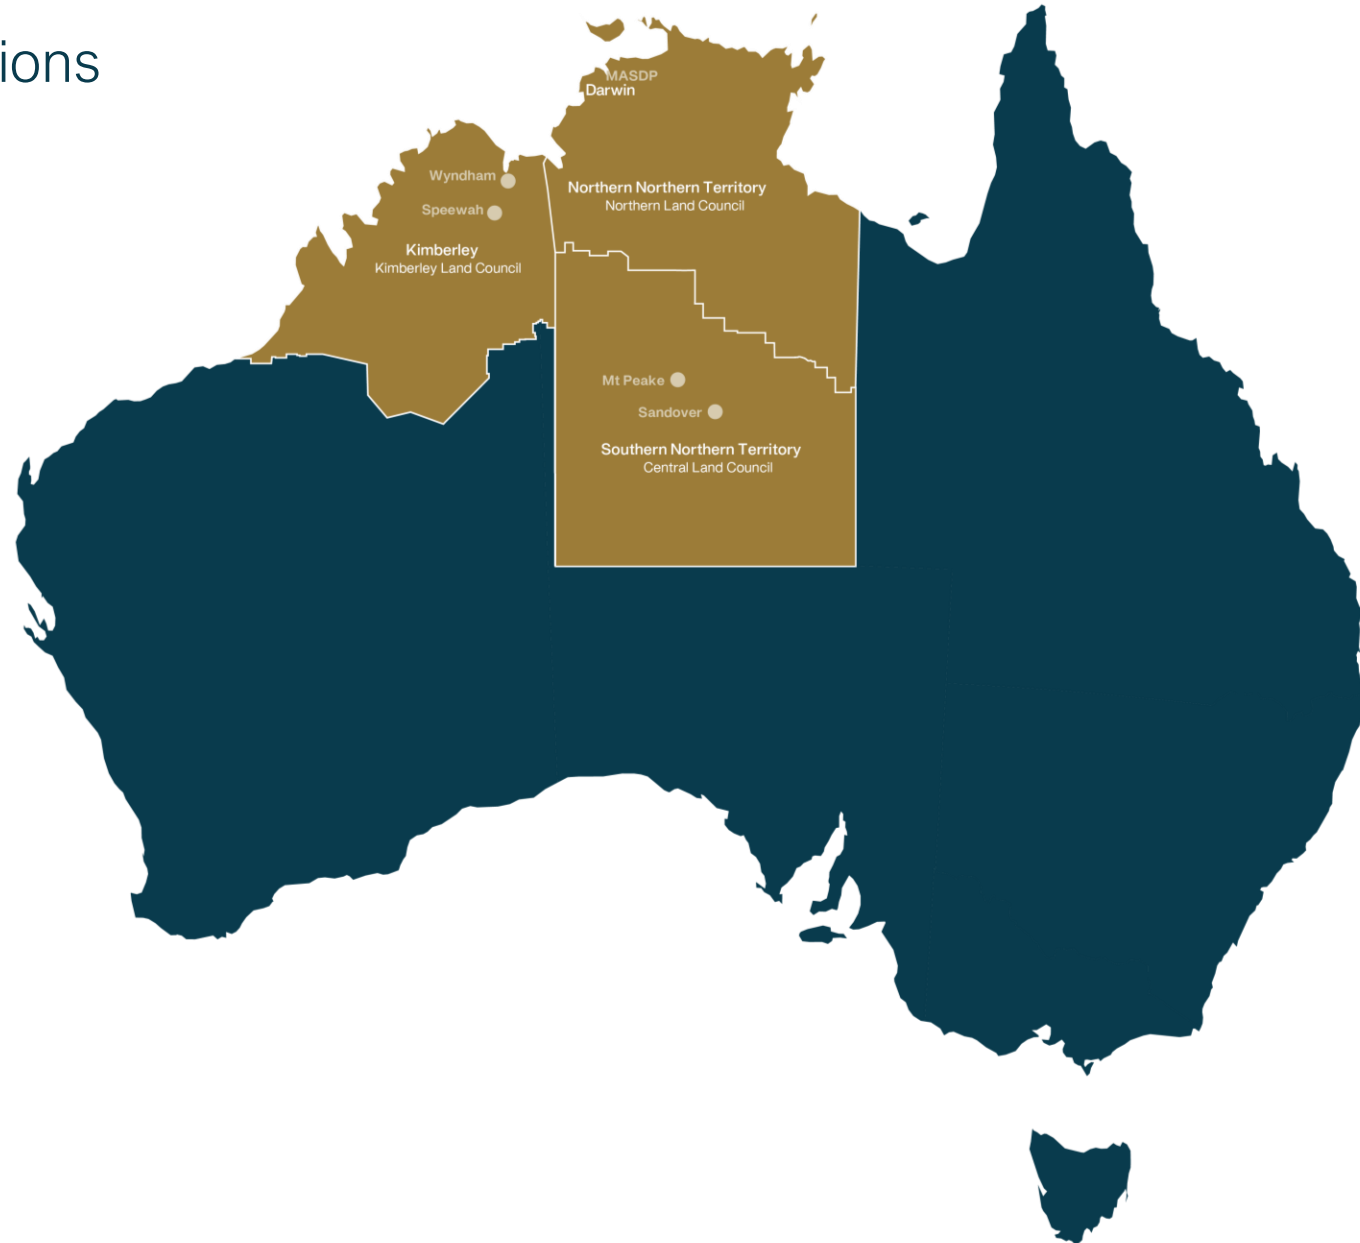 ions
MASDP
Darwin
Wyndham
Northern Northern Territory
Northern Land Council
Speewah
Kimberley
Kimberley Land Council
Mt Peake
Sandover
Southern Northern Territory
Central Land Council